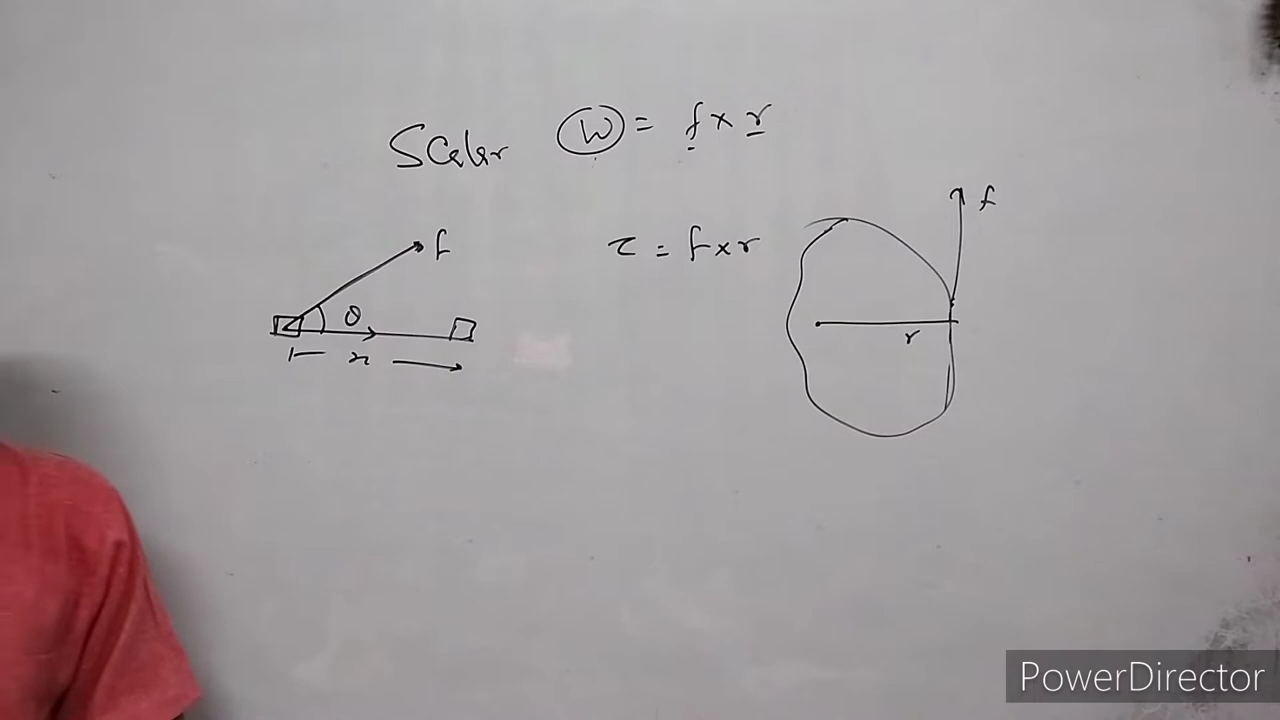 Scalar W = f × r
f
τ = f × r
f
θ
x
r
PowerDirector